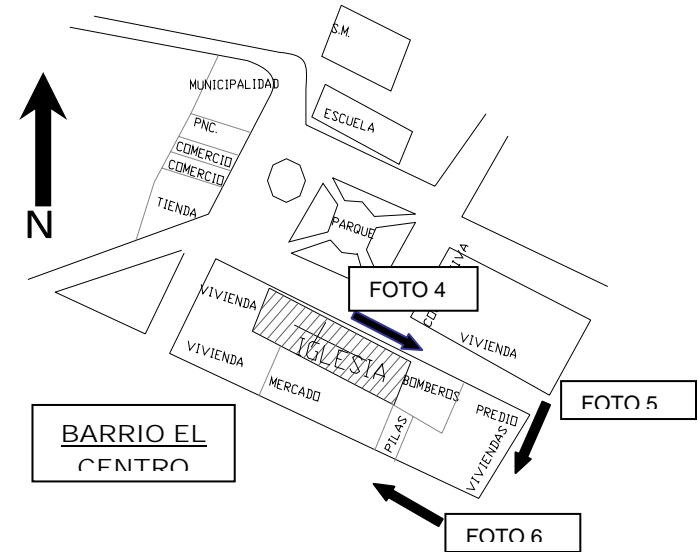 S.M.
MUNICIPALIDAD
ESCUELA
PNC.
COMERCIO
COMERCIO
TIENDA
PARQUE
N
FOTO 4
VIVIENDA
IGLESIA
VIVIENDA
VIVIENDA
MERCADO
BOMBEROS
PREDIO
PILAS
VIVIENDAS
FOTO 5
BARRIO EL
CENTRO
FOTO 6